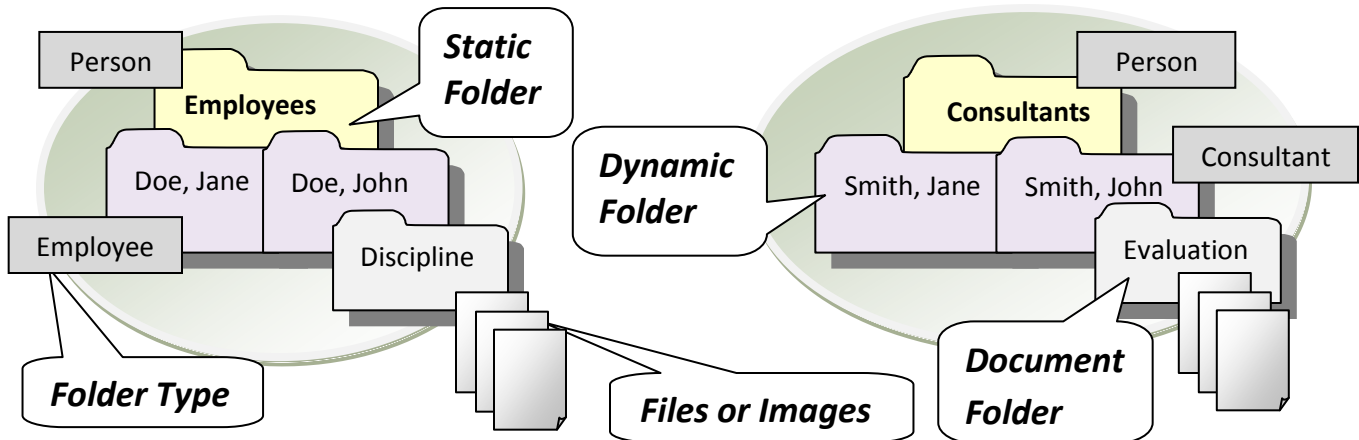 Person
Static
Folder
Employees
Doe, Jane
Doe, John
Employee
Discipline
Folder Type
Files or Images
Person
Consultants
Consultant
Dynamic
Folder
Smith, Jane
Smith, John
Evaluation
Document
Folder